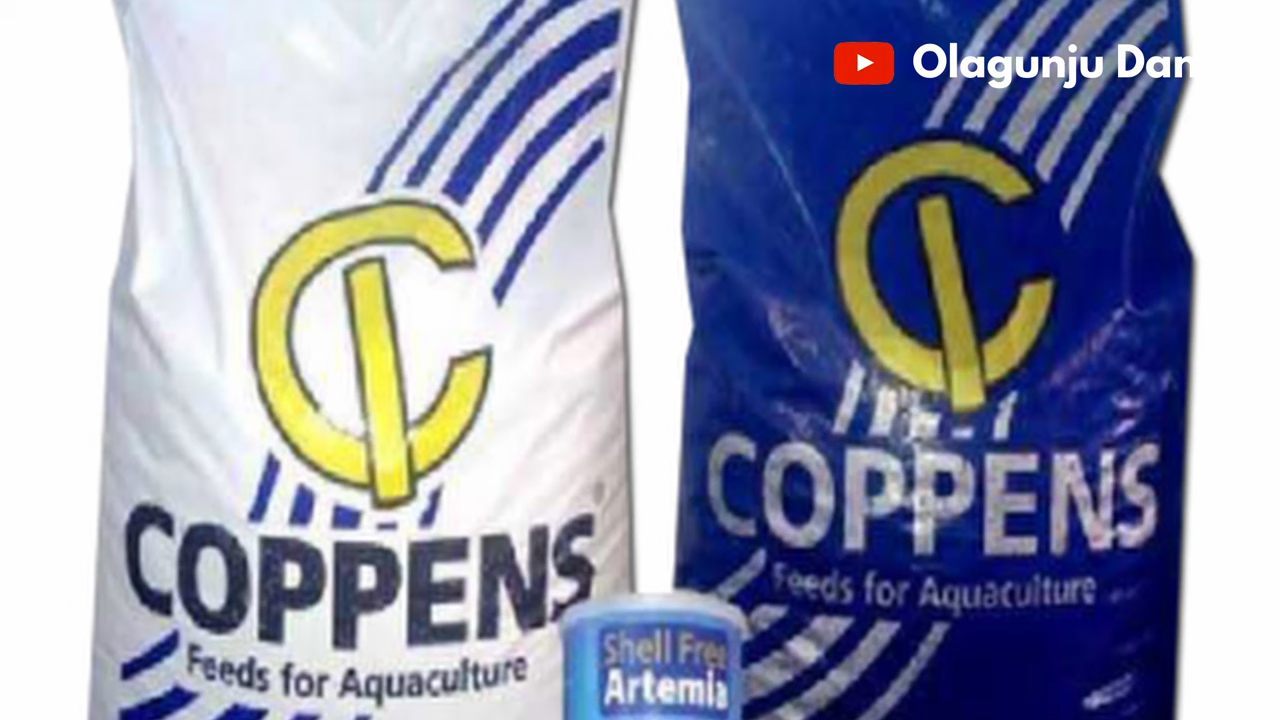 Olagunju Dan
COPPENS
Feeds for Aquaculture
COPPENS
Feeds for Aquaculture
Shell Free
Artemia